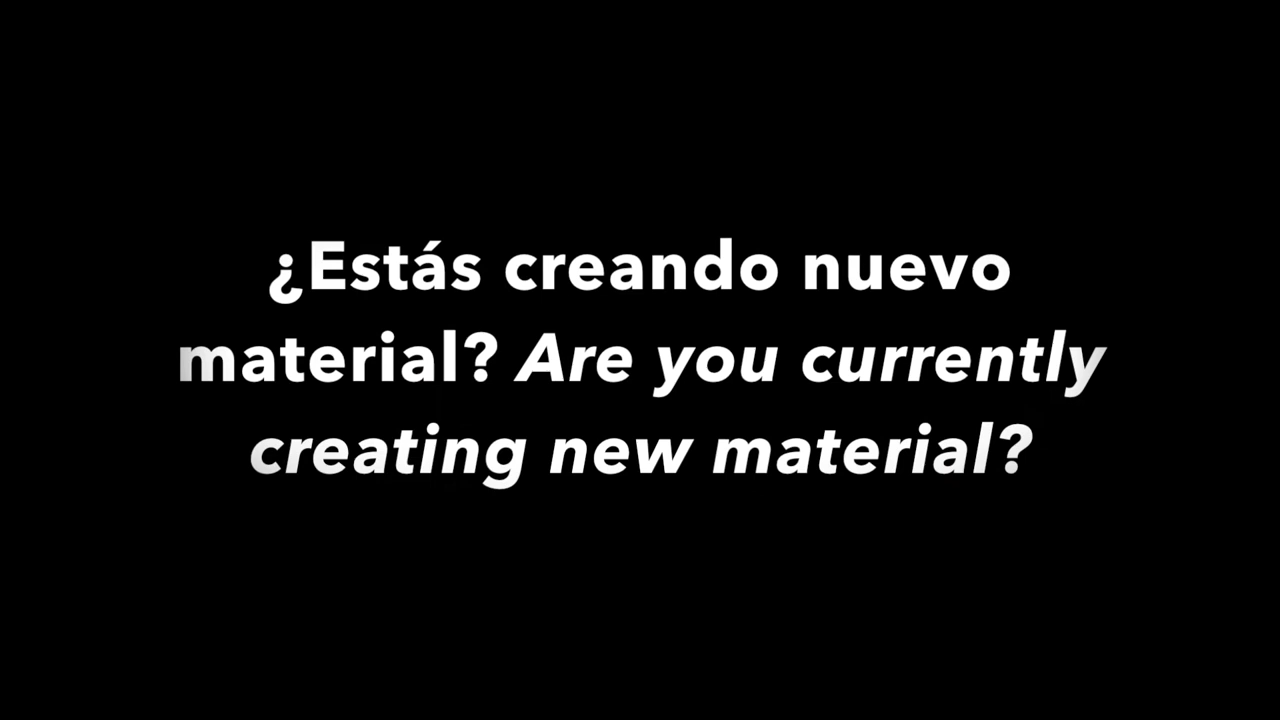 ¿Estás creando nuevo
material? Are you currently
creating new material?